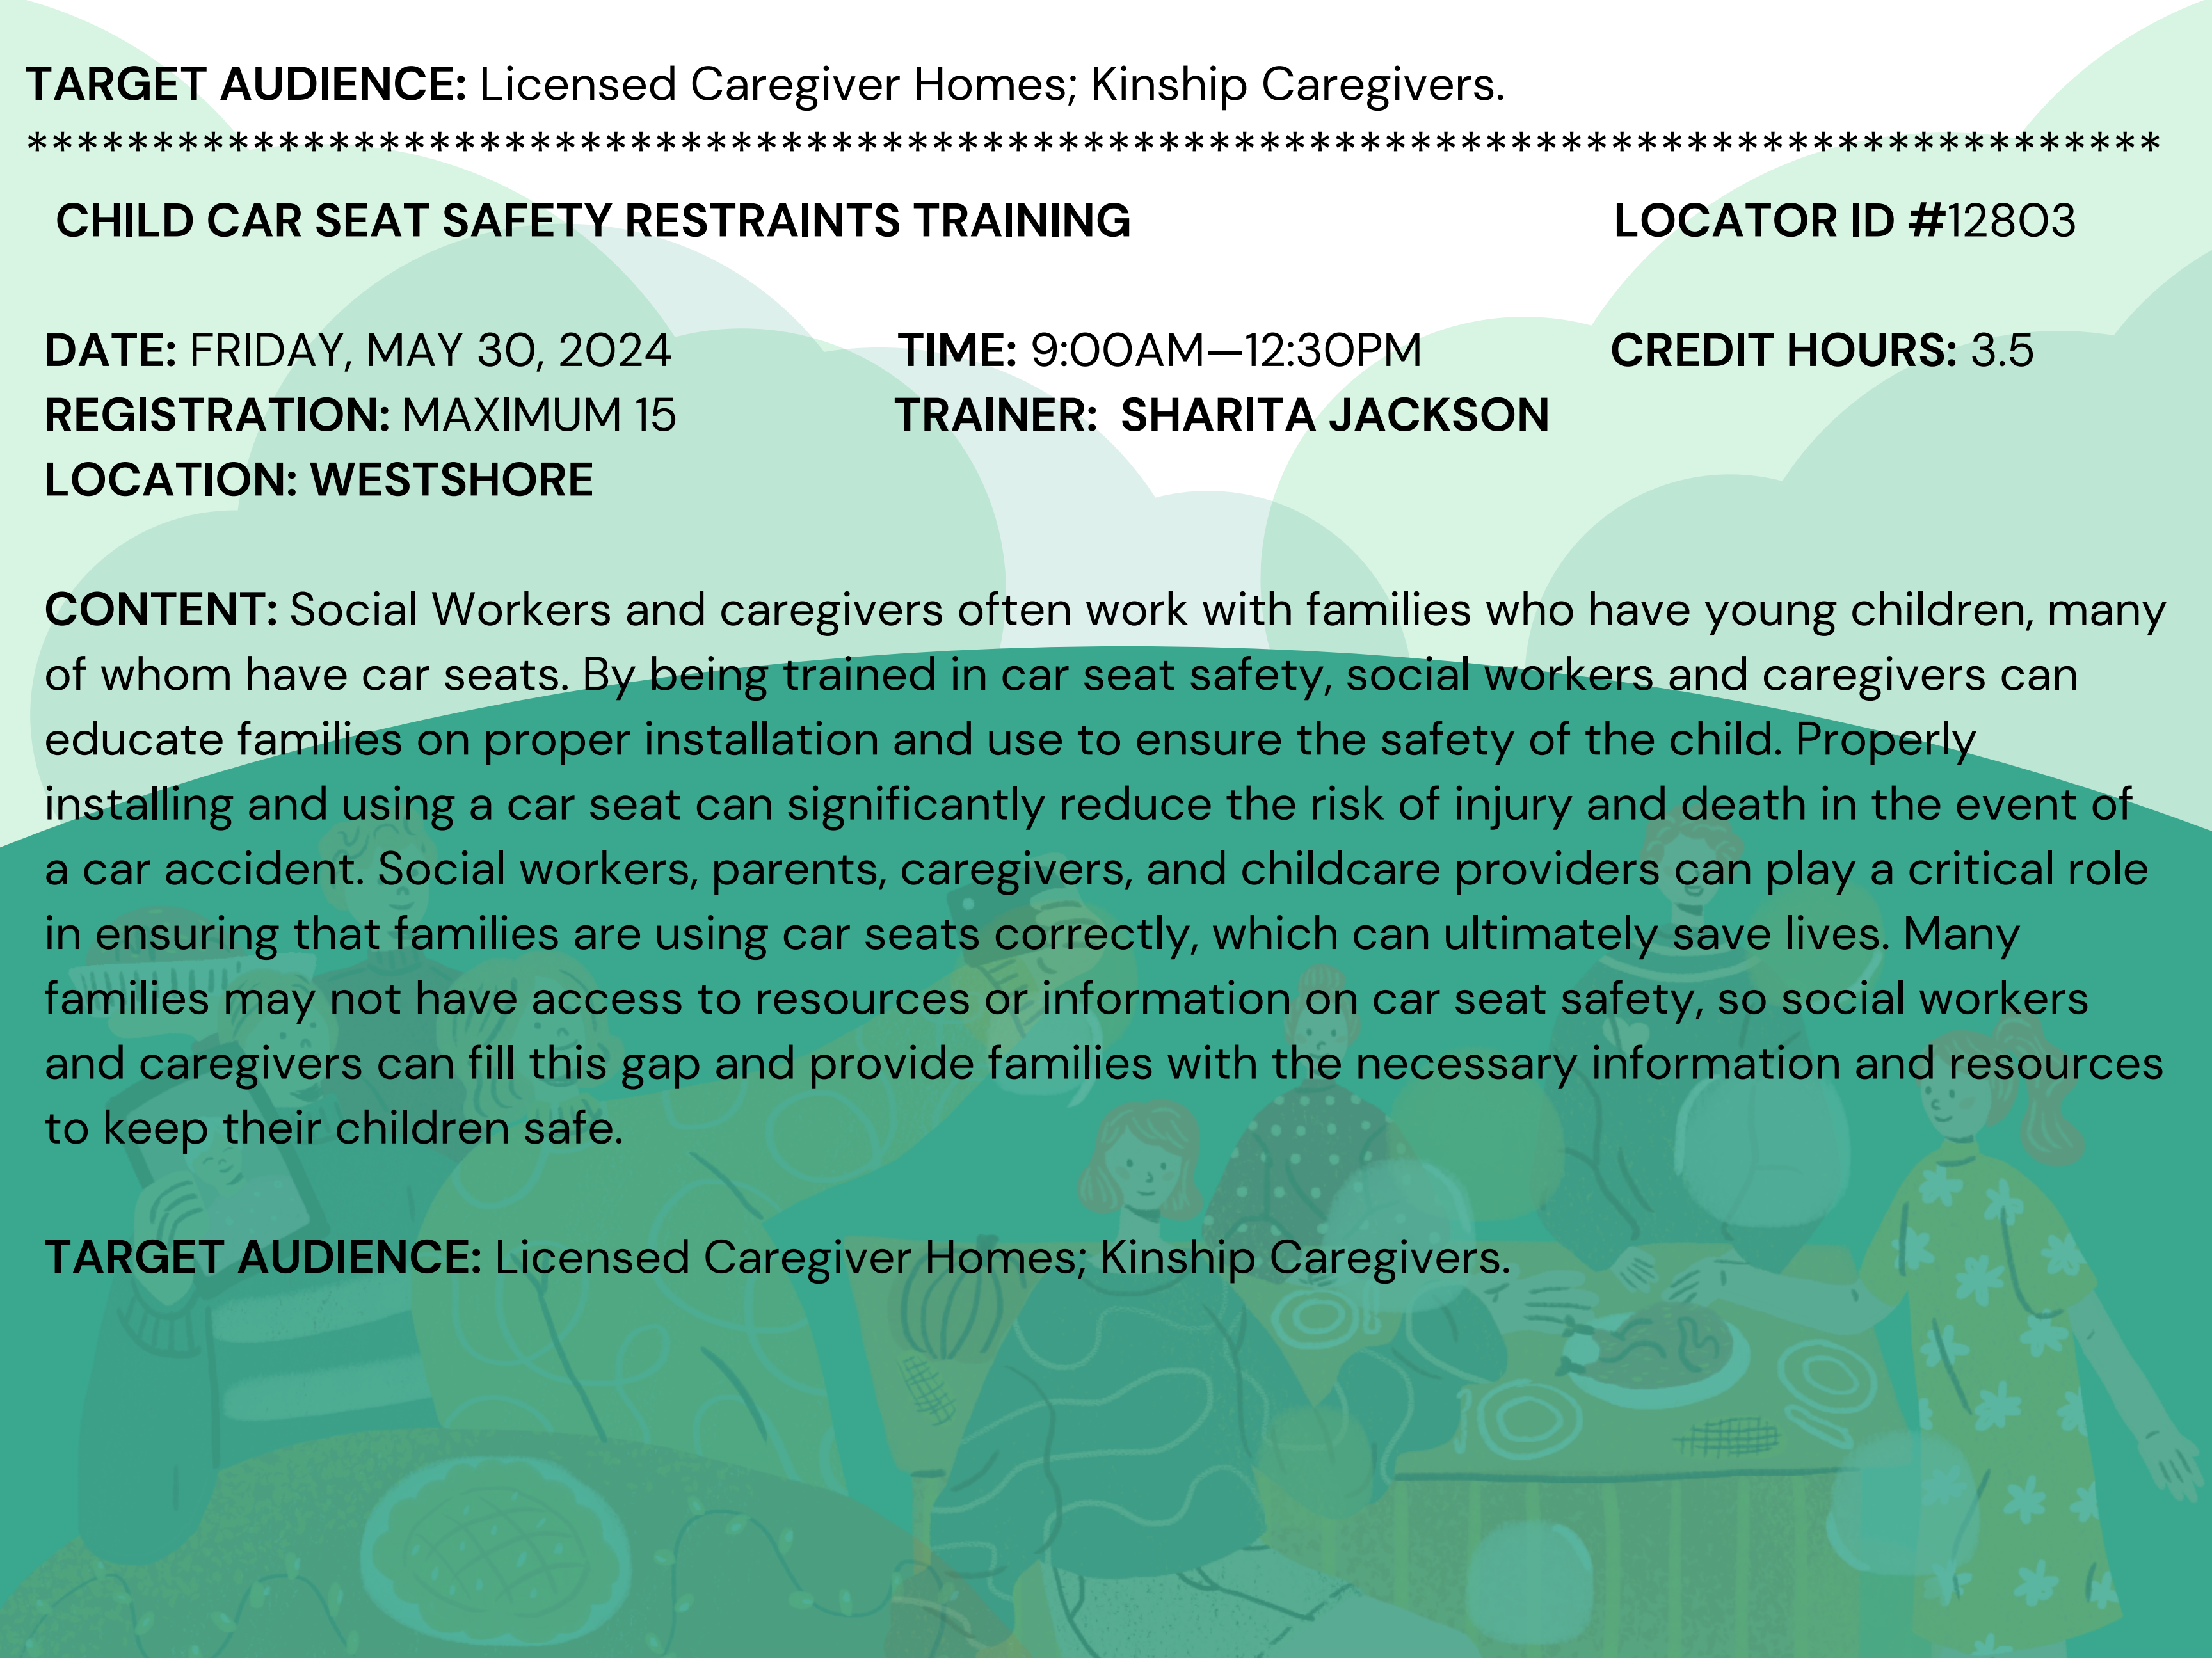 TARGET AUDIENCE: Licensed Caregiver Homes; Kinship Caregivers.
*************************************************************************************
CHILD CAR SEAT SAFETY RESTRAINTS TRAINING LOCATOR ID #12803
DATE: FRIDAY, MAY 30, 2024 TIME: 9:00AM—12:30PM CREDIT HOURS: 3.5
REGISTRATION: MAXIMUM 15 TRAINER: SHARITA JACKSON
LOCATION: WESTSHORE
CONTENT: Social Workers and caregivers often work with families who have young children, many
of whom have car seats. By being trained in car seat safety, social workers and caregivers can
educate families on proper installation and use to ensure the safety of the child. Properly
installing and using a car seat can significantly reduce the risk of injury and death in the event of
a car accident. Social workers, parents, caregivers, and childcare providers can play a critical role
in ensuring that families are using car seats correctly, which can ultimately save lives. Many
families may not have access to resources or information on car seat safety, so social workers
and caregivers can fill this gap and provide families with the necessary information and resources
to keep their children safe.
TARGET AUDIENCE: Licensed Caregiver Homes; Kinship Caregivers.